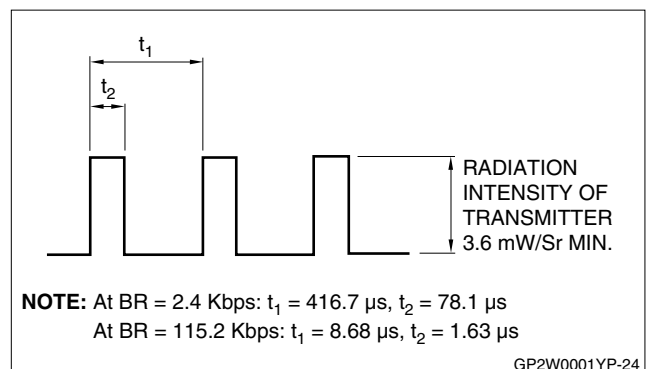 t₁
t₂
RADIATION
INTENSITY OF
TRANSMITTER
3.6 mW/Sr MIN.
NOTE: At BR = 2.4 Kbps: t₁ = 416.7 µs, t₂ = 78.1 µs
At BR = 115.2 Kbps: t₁ = 8.68 µs, t₂ = 1.63 µs
GP2W0001YP-24